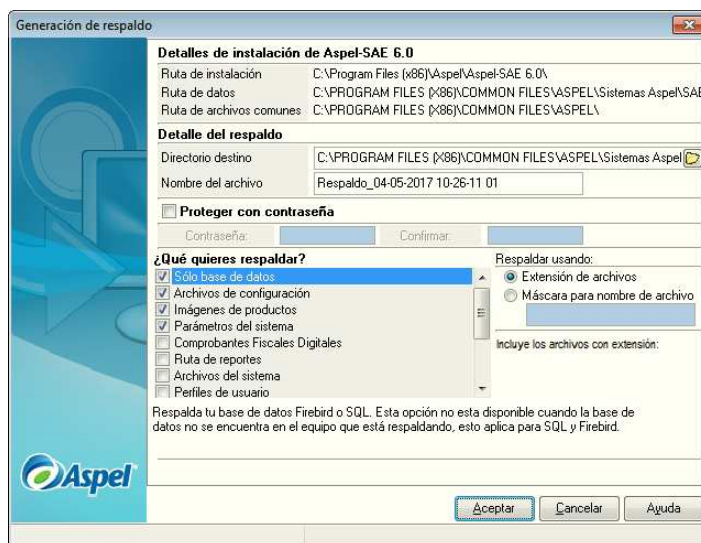 Generación de respaldo
Detalles de instalación de Aspel-SAE 6.0
Ruta de instalación C:\Program Files (x86)\Aspel\Aspel-SAE 6.0\
Ruta de datos C:\PROGRAM FILES (X86)\COMMON FILES\ASPEL\Sistemas Aspel\SAE
Ruta de archivos comunes C:\PROGRAM FILES (X86)\COMMON FILES\ASPEL\
Detalle del respaldo
Directorio destino C:\PROGRAM FILES (X86)\COMMON FILES\ASPEL\Sistemas Aspel
Nombre del archivo Respaldo_04-05-2017 10-26-11 01
Proteger con contraseña
Contraseña: Confirmar:
¿Qué quieres respaldar? Respaldar usando:
Sólo base de datos Extensión de archivos
Archivos de configuración Máscara para nombre de archivo
Imágenes de productos
Parámetros del sistema
Comprobantes Fiscales Digitales Incluye los archivos con extensión:
Ruta de reportes
Archivos del sistema
Perfiles de usuario
Respalda tu base de datos Firebird o SQL. Esta opción no esta disponible cuando la base de
datos no se encuentra en el equipo que está respaldando, esto aplica para SQL y Firebird.
Aspel
Aceptar Cancelar Ayuda